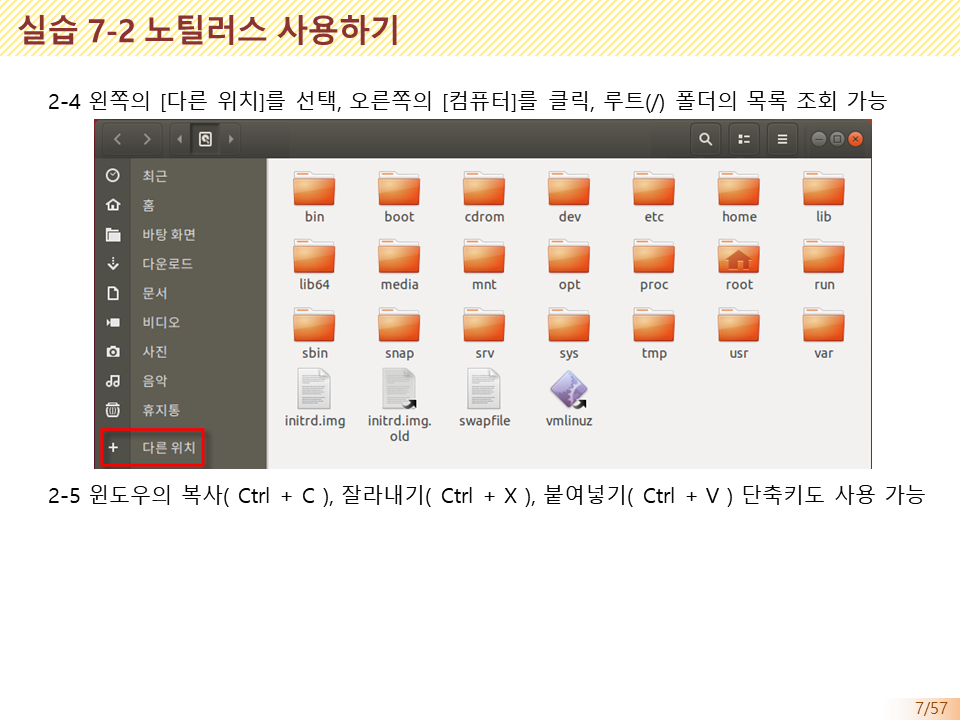 실습 7-2 노틸러스 사용하기
2-4 왼쪽의 [다른 위치]를 선택, 오른쪽의 [컴퓨터]를 클릭, 루트(/) 폴더의 목록 조회 가능
최근
홈
바탕 화면
다운로드
문서
비디오
사진
음악
휴지통
다른 위치
bin boot cdrom dev etc home lib
lib64 media mnt opt proc root run
sbin snap srv sys tmp usr var
initrd.img initrd.img. swapfile vmlinuz
old
2-5 윈도우의 복사( Ctrl + C ), 잘라내기( Ctrl + X ), 붙여넣기( Ctrl + V ) 단축키도 사용 가능
7/57